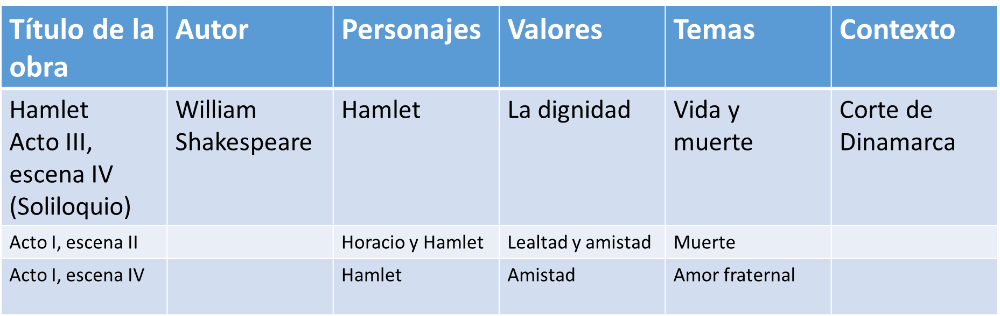 Título de la obra
Autor
Personajes
Valores
Temas
Contexto
Hamlet
Acto III,
escena IV
(Soliloquio)
William
Shakespeare
Hamlet
La dignidad
Vida y
muerte
Corte de
Dinamarca
Acto I, escena II
Horacio y Hamlet
Lealtad y amistad
Muerte
Acto I, escena IV
Hamlet
Amistad
Amor fraternal